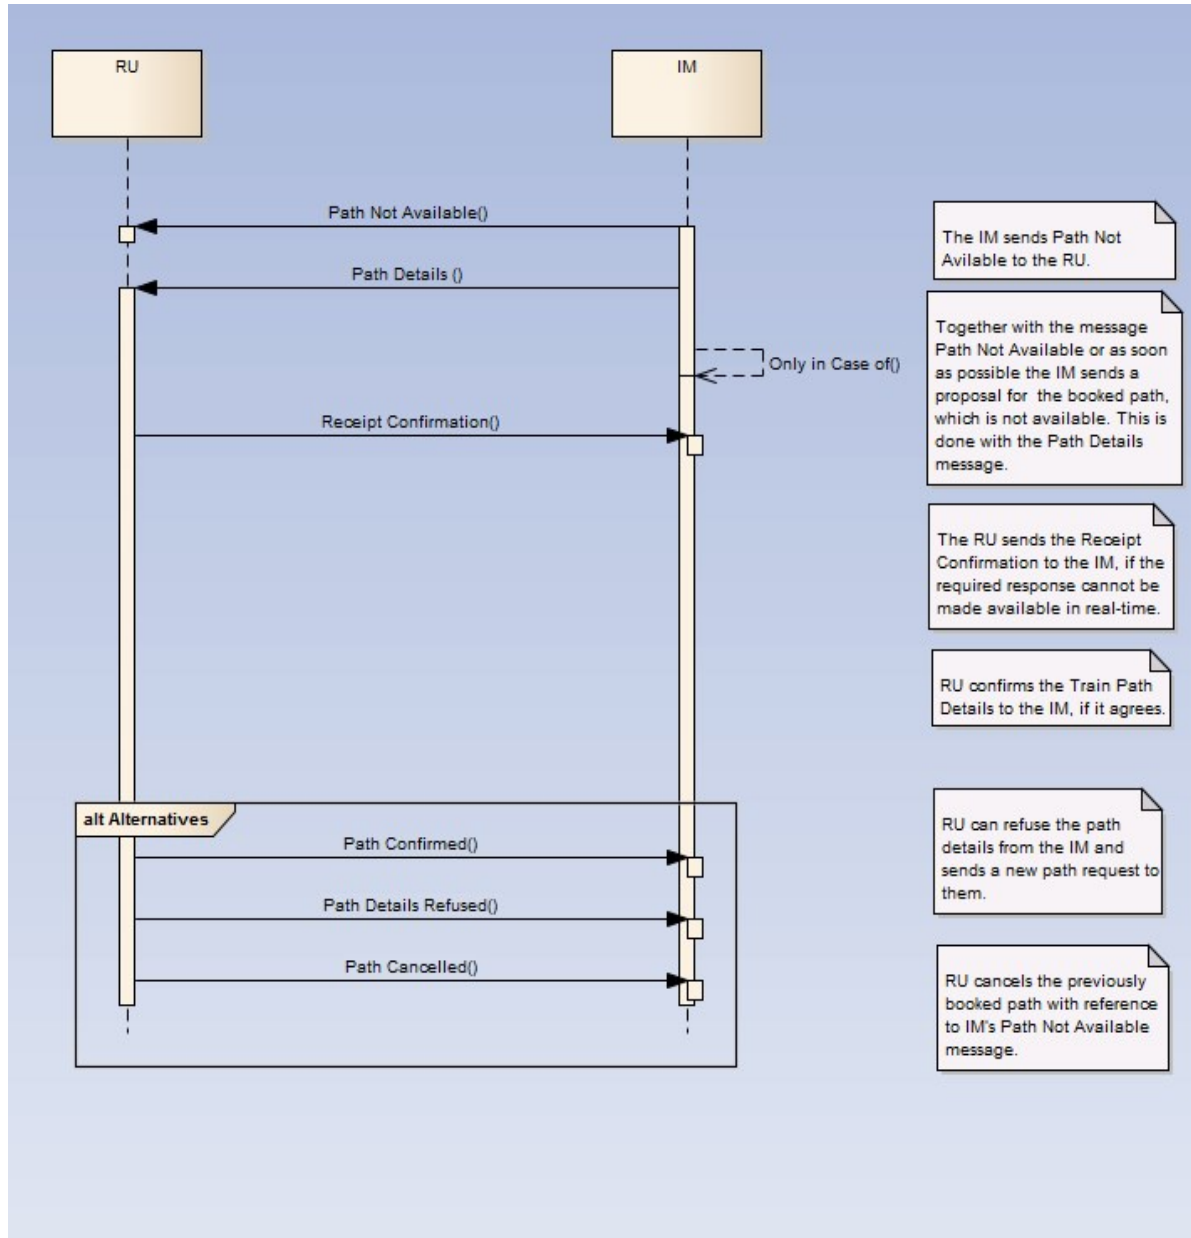 RU
IM
Path Not Available()
The IM sends Path Not
Avilable to the RU.
Path Details ()
Together with the message
Path Not Available or as soon
as possible the IM sends a
proposal for  the booked path,
which is not available. This is
done with the Path Details
message.
Only in Case of()
Receipt Confirmation()
The RU sends the Receipt
Confirmation to the IM, if the
required response cannot be
made available in real-time.
RU confirms the Train Path
Details to the IM, if it agrees.
alt Alternatives
Path Confirmed()
RU can refuse the path
details from the IM and
sends a new path request to
them.
Path Details Refused()
Path Cancelled()
RU cancels the previously
booked path with reference
to IM's Path Not Available
message.